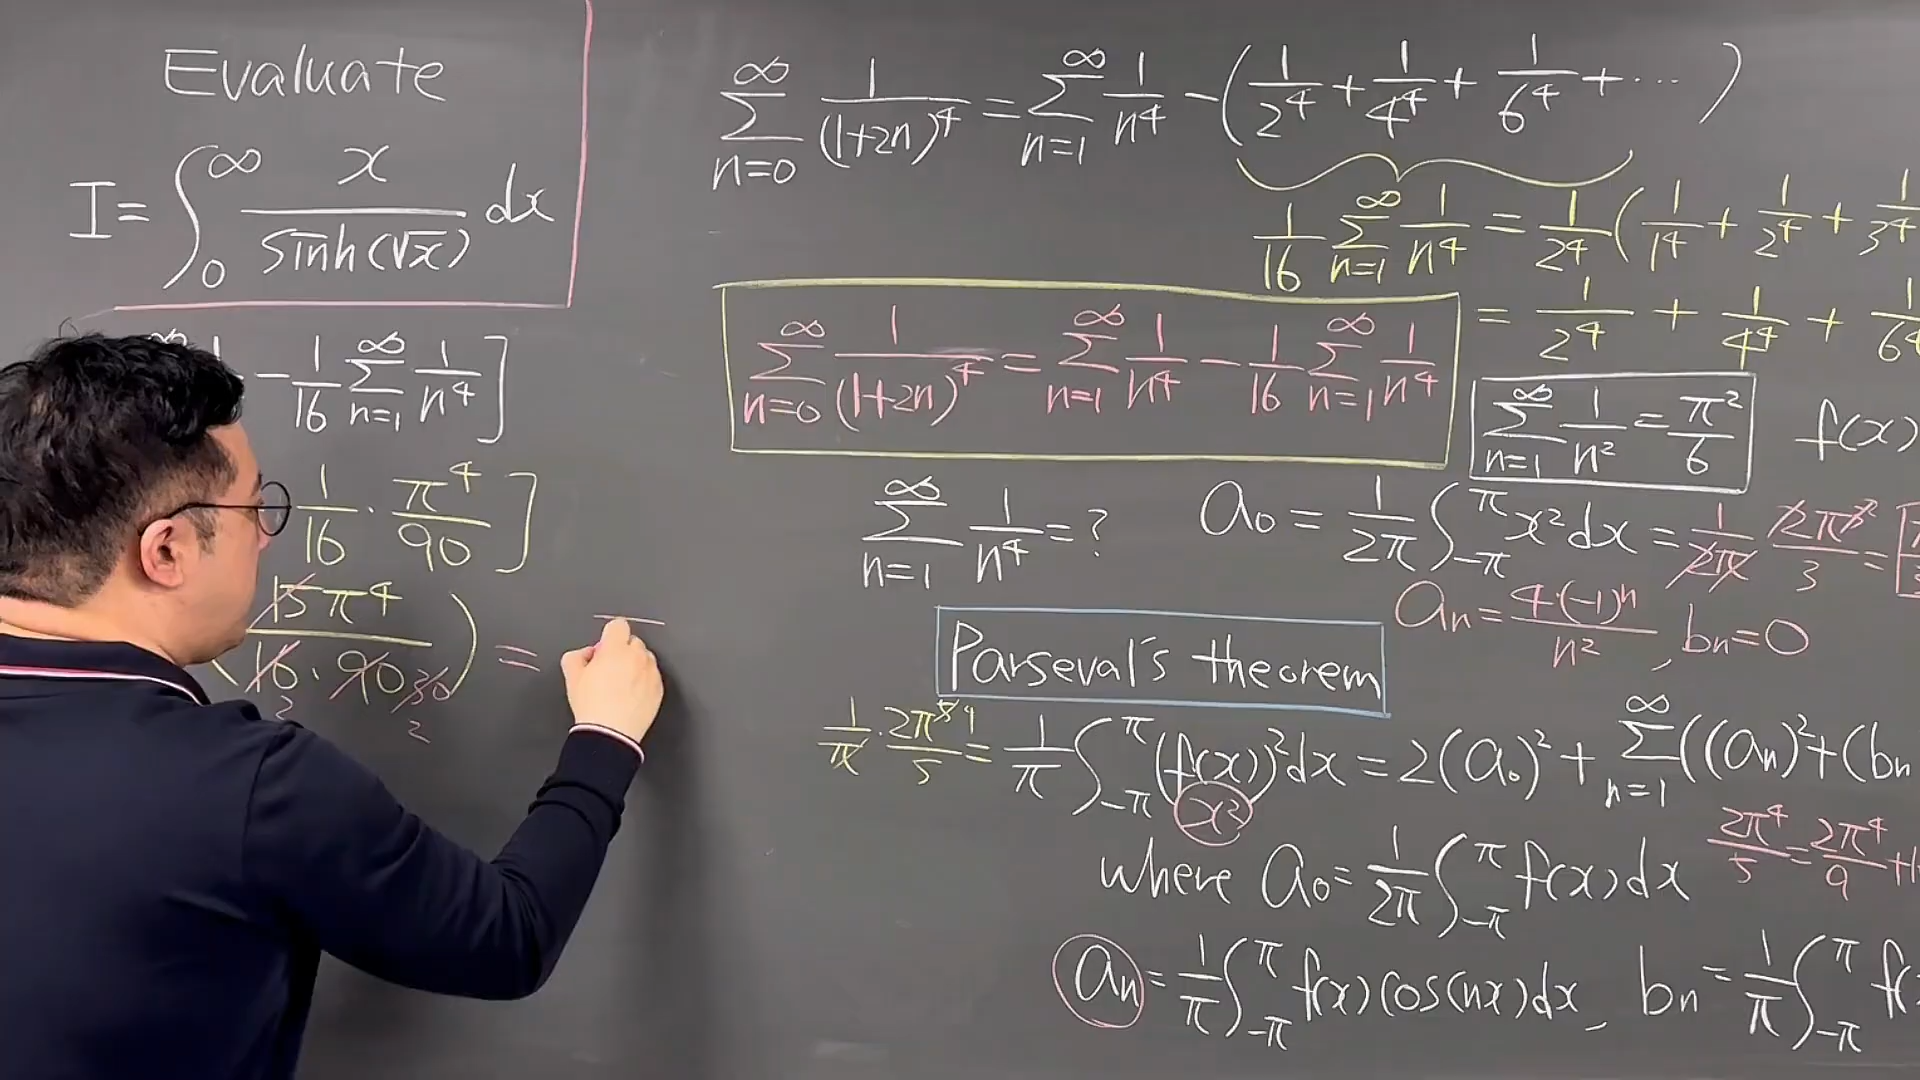 Evaluate
I = ∫₀^∞ x / sinh(√x) dx
- 1/16 ∑_{n=1}^∞ 1/n⁴ ]
1/16 · π⁴/90 ]
15π⁴ / (16 · 90 30 2 2) ) =
∑_{n=0}^∞ 1/(1+2n)⁴ = ∑_{n=1}^∞ 1/n⁴ - (1/2⁴ + 1/4⁴ + 1/6⁴ + ⋯ )
1/16 ∑_{n=1}^∞ 1/n⁴ = 1/2⁴ (1/1⁴ + 1/2⁴ + 1/3⁴
= 1/2⁴ + 1/4⁴ + 1/6⁴
∑_{n=0}^∞ 1/(1+2n)⁴ = ∑_{n=1}^∞ 1/n⁴ - 1/16 ∑_{n=1}^∞ 1/n⁴
∑_{n=1}^∞ 1/n² = π²/6 f(x)
∑_{n=1}^∞ 1/n⁴ = ?
a₀ = 1/2π ∫_{-π}^{π} x² dx = 1/2π 2π³/3 =
aₙ = 4·(-1)ⁿ / n² , bₙ = 0
Parseval's theorem
1/π · 2π⁵ ⁴/5 = 1/π ∫_{-π}^{π} (f(x))² dx = 2(a₀)² + ∑_{n=1}^∞ ((aₙ)² + (bₙ
x²
where a₀ = 1/2π ∫_{-π}^{π} f(x) dx
2π⁴/5 = 2π⁴/9 +
aₙ = 1/π ∫_{-π}^{π} f(x) cos(nx) dx , bₙ = 1/π ∫_{-π}^{π} f(